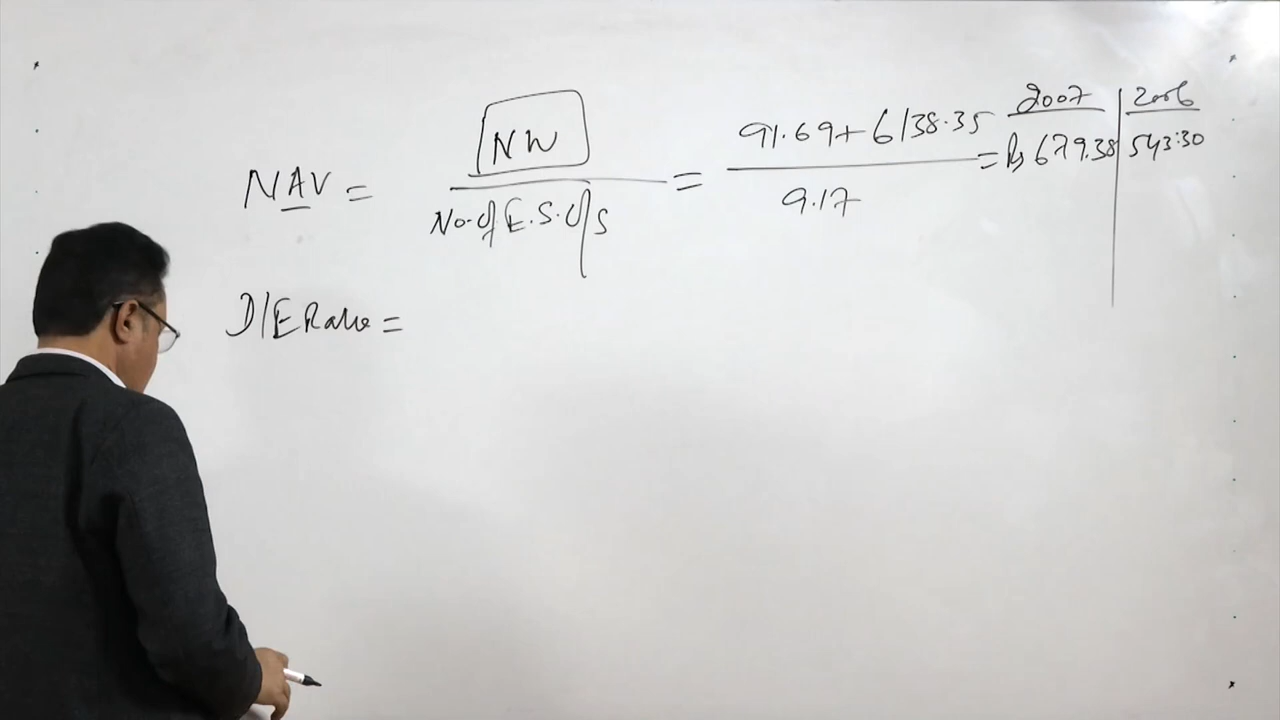 2007 2006
NW 91.69+6138.35
NAV = = = Rs 679.38 543.30
No. of E.S. o/s 9.17
D/E Ratio =